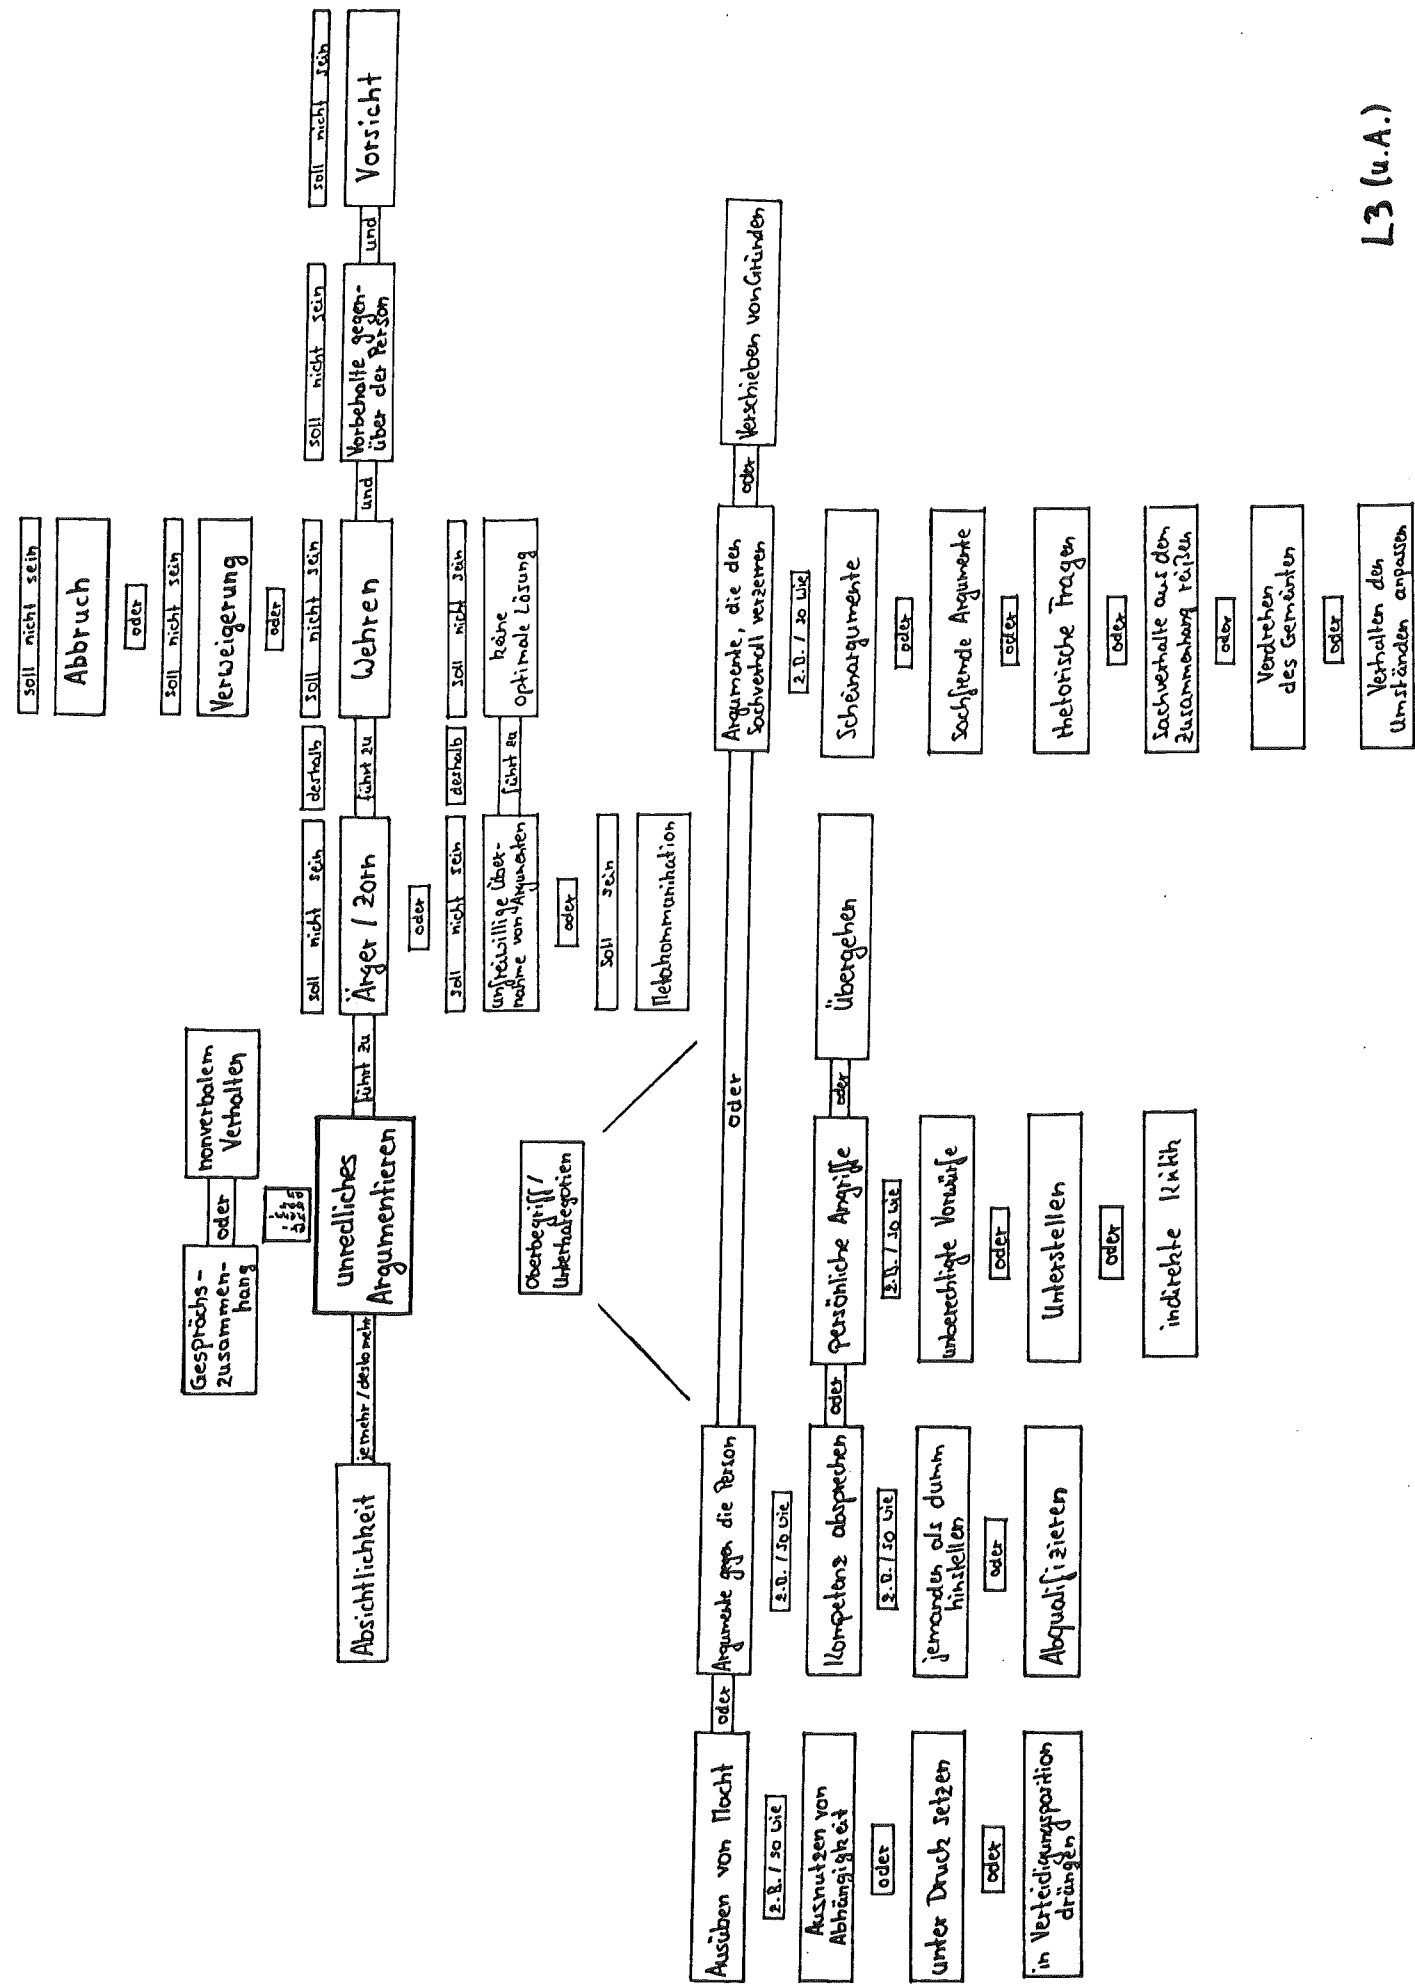 soll nicht sein
Abbruch
oder
soll nicht sein
Verweigerung
oder
Gesprächs-
zusammen-
hang
oder
nonverbalem
Verhalten
soll nicht sein
deshalb
soll nicht sein
soll nicht sein
soll nicht sein
Absichtlichkeit
je mehr / desto mehr
unredliches
Argumentieren
führt zu
Ärger / Zorn
führt zu
Wehren
und
Vorbehalte gegen-
über der Person
und
Vorsicht
oder
soll nicht sein
deshalb
soll nicht sein
unfreiwillige Über-
nahme von Argumenten
führt zu
keine
optimale Lösung
oder
soll sein
Metakommunikation
Oberbegriff /
Unterkategorien
Ausüben von Macht
oder
Argumente gegen die Person
oder
Argumente, die den
Sachverhalt verzerren
oder
Verschieben von Gründen
z.B. / so wie
Ausnutzen von
Abhängigkeit
oder
unter Druck setzen
oder
in Verteidigungsposition
drängen
z.B. / so wie
Kompetenz absprechen
oder
persönliche Angriffe
oder
Übergehen
z.B. / so wie
jemanden als dumm
hinstellen
oder
Abqualifizieren
z.B. / so wie
unberechtigte Vorwürfe
oder
Unterstellen
oder
indirekte Kritik
z.B. / so wie
Scheinargumente
oder
sachfremde Argumente
oder
rhetorische Fragen
oder
Sachverhalte aus dem
Zusammenhang reißen
oder
Verdrehen
des Gemeinten
oder
Verhalten den
Umständen anpassen
L3 (u.A.)